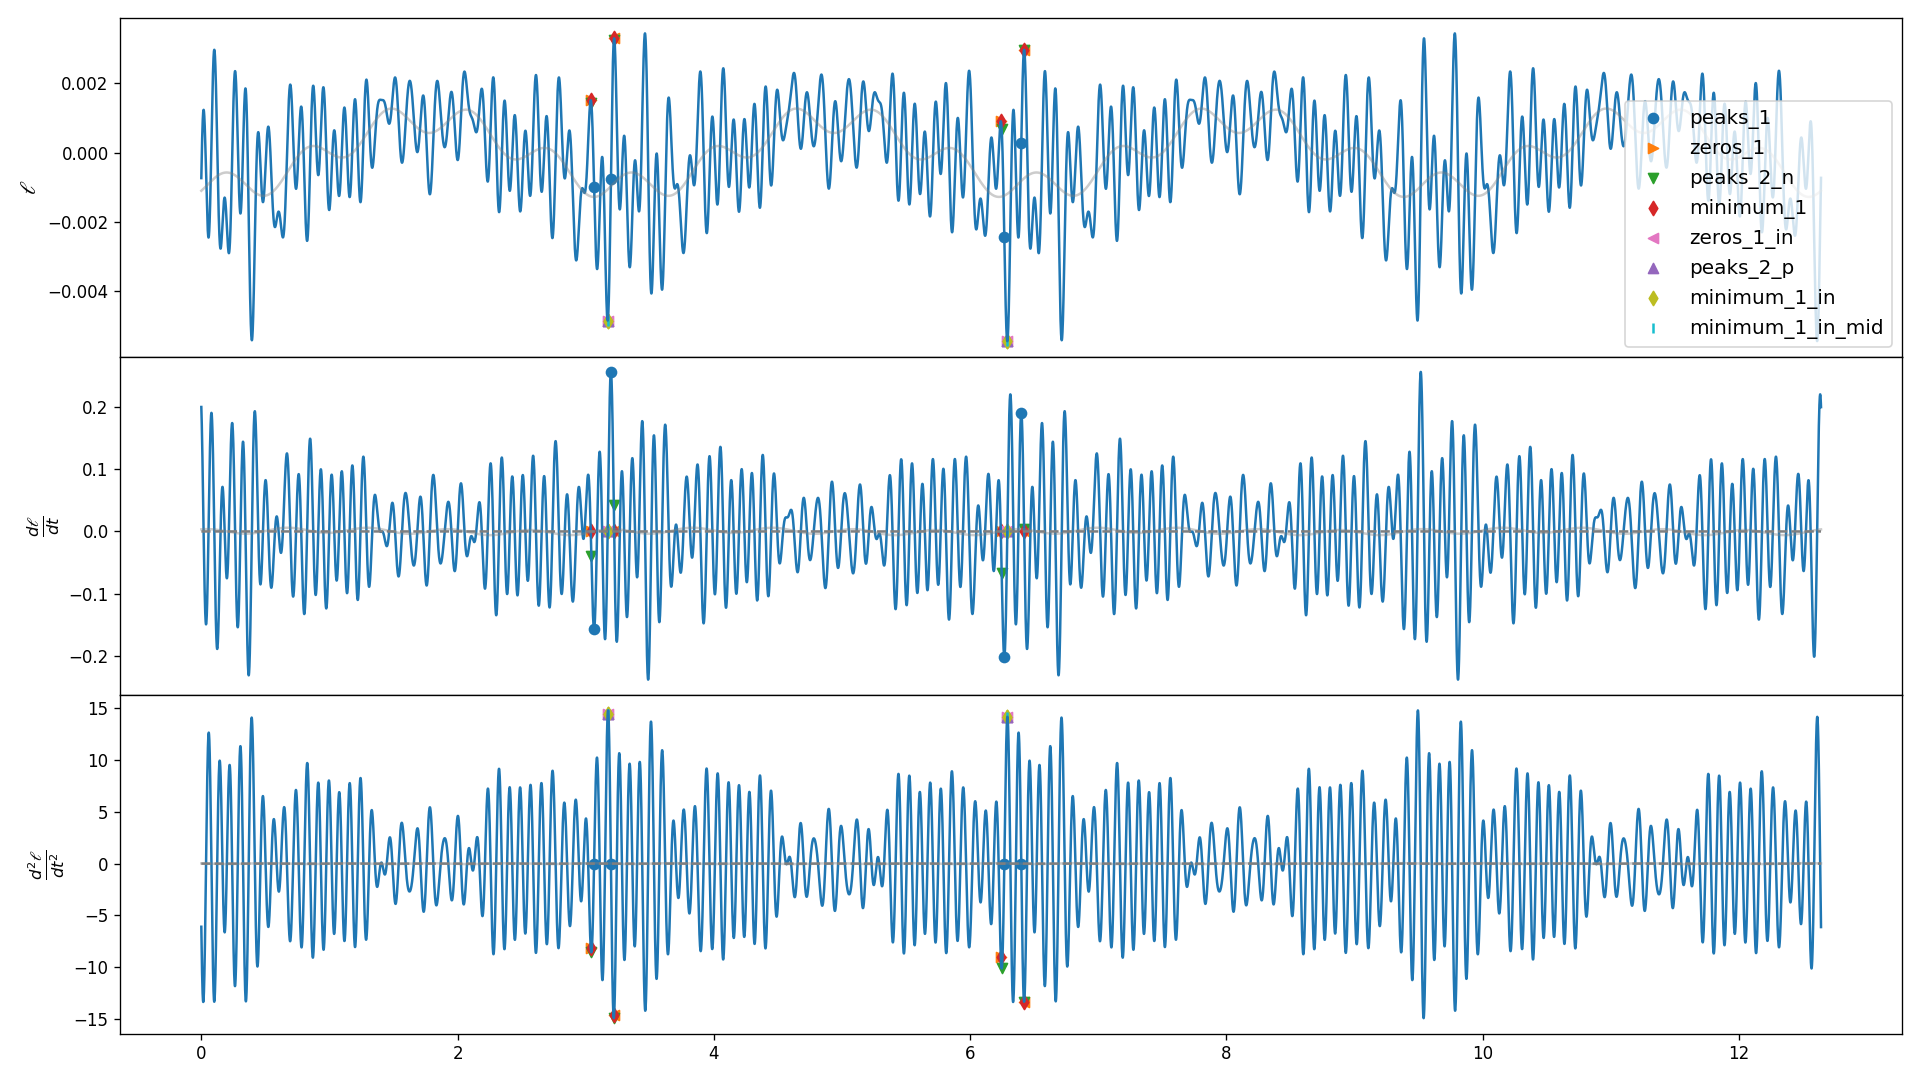 0.002
0.000
−0.002
−0.004
ℓ
peaks_1
zeros_1
peaks_2_n
minimum_1
zeros_1_in
peaks_2_p
minimum_1_in
minimum_1_in_mid
0.2
0.1
0.0
−0.1
−0.2
dℓ
dt
15
10
5
0
−5
−10
−15
d²ℓ
dt²
0 2 4 6 8 10 12